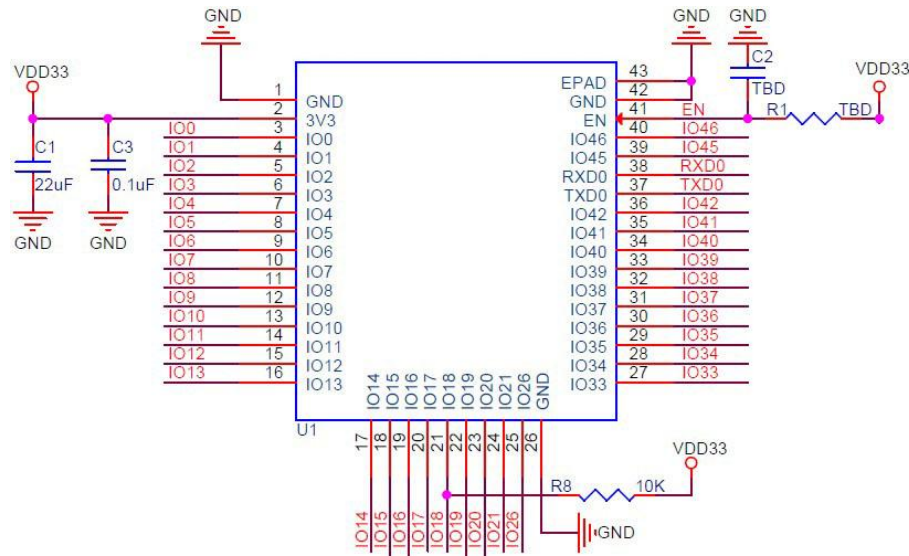 GND
GND
GND
VDD33
C2
TBD
VDD33
R1
TBD
C1
22uF
C3
0.1uF
GND
GND
1
GND
2
3V3
IO0
3
IO0
IO1
4
IO1
IO2
5
IO2
IO3
6
IO3
IO4
7
IO4
IO5
8
IO5
IO6
9
IO6
IO7
10
IO7
IO8
11
IO8
IO9
12
IO9
IO10
13
IO10
IO11
14
IO11
IO12
15
IO12
IO13
16
IO13
EPAD
43
GND
42
EN
41
EN
IO46
40
IO46
IO45
39
IO45
RXD0
38
RXD0
TXD0
37
TXD0
IO42
36
IO42
IO41
35
IO41
IO40
34
IO40
IO39
33
IO39
IO38
32
IO38
IO37
31
IO37
IO36
30
IO36
IO35
29
IO35
IO34
28
IO34
IO33
27
IO33
IO14
IO15
IO16
IO17
IO18
IO19
IO20
IO21
IO26
GND
U1
17
18
19
20
21
22
23
24
25
26
IO14
IO15
IO16
IO17
IO18
IO19
IO20
IO21
IO26
R8
10K
VDD33
GND